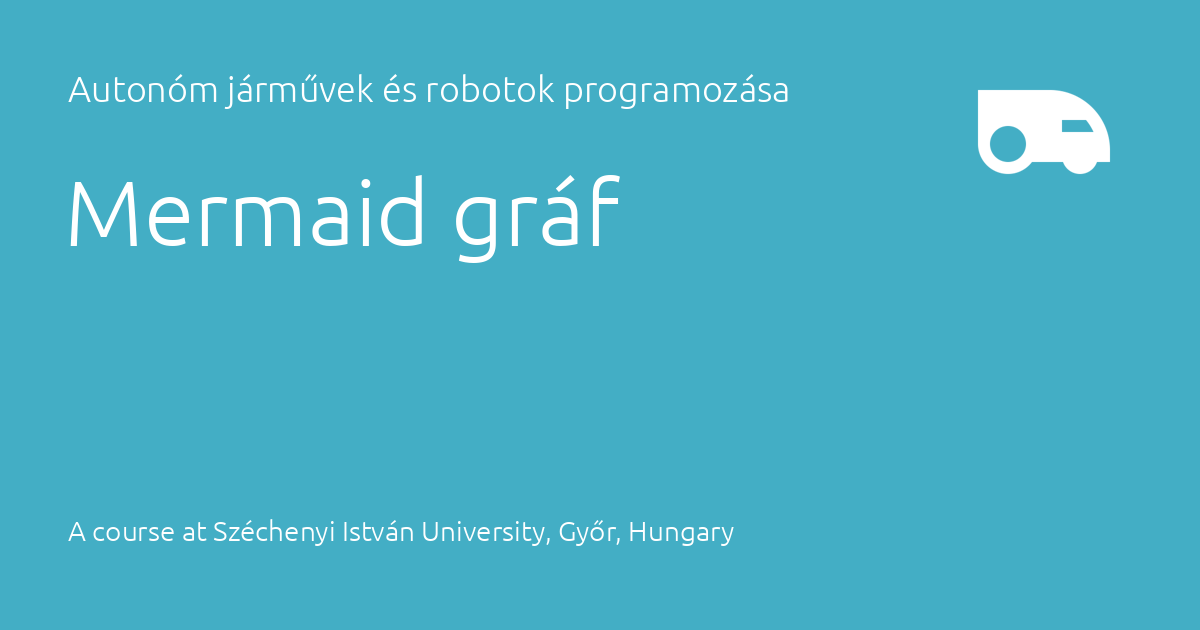 Autonóm járművek és robotok programozása
Mermaid gráf
A course at Széchenyi István University, Győr, Hungary